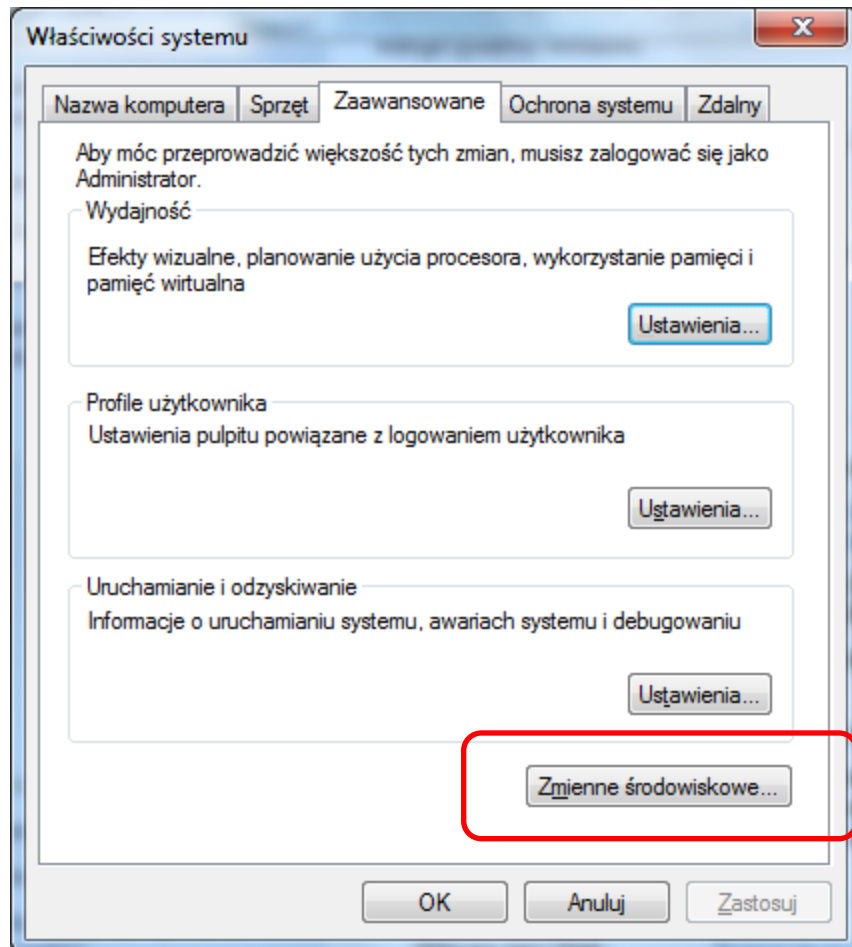 Właściwości systemu
Nazwa komputera Sprzęt Zaawansowane Ochrona systemu Zdalny
Aby móc przeprowadzić większość tych zmian, musisz zalogować się jako
Administrator.
Wydajność
Efekty wizualne, planowanie użycia procesora, wykorzystanie pamięci i
pamięć wirtualna
Ustawienia...
Profile użytkownika
Ustawienia pulpitu powiązane z logowaniem użytkownika
Ustawienia...
Uruchamianie i odzyskiwanie
Informacje o uruchamianiu systemu, awariach systemu i debugowaniu
Ustawienia...
Zmienne środowiskowe...
OK Anuluj Zastosuj